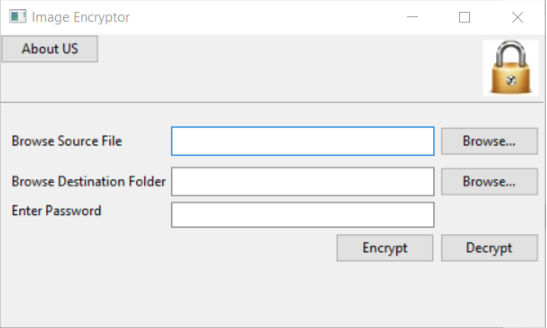 Image Encryptor
About US
Browse Source File
Browse...
Browse Destination Folder
Browse...
Enter Password
Encrypt
Decrypt